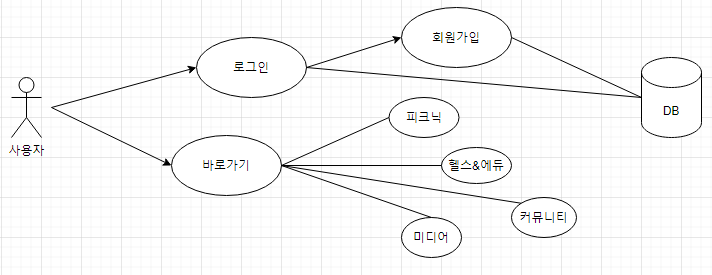 회원가입
로그인
DB
피크닉
사용자
바로가기
헬스&에듀
커뮤니티
미디어